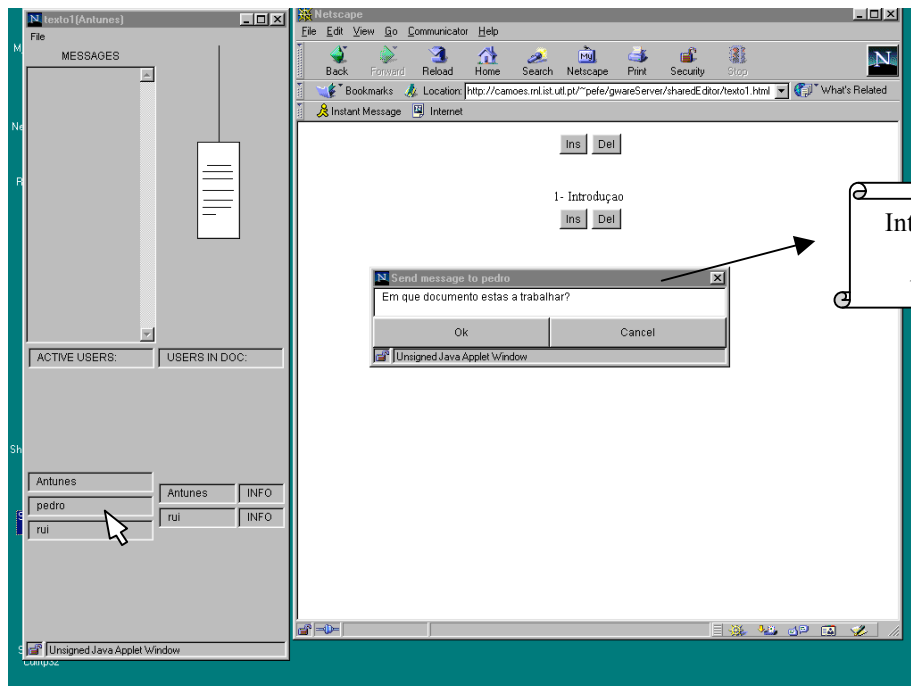 texto1(Antunes)
File
MESSAGES
ACTIVE USERS:
USERS IN DOC:
Antunes
pedro
rui
Antunes INFO
rui INFO
Unsigned Java Applet Window
Netscape
File Edit View Go Communicator Help
Back Forward Reload Home Search Netscape Print Security Stop
Bookmarks Location: http://camoes.rnl.ist.utl.pt/~pefe/gwareServer/sharedEditor/texto1.html What's Related
Instant Message Internet
Ins Del
1- Introduçao
Ins Del
Send message to pedro
Em que documento estas a trabalhar?
Ok Cancel
Unsigned Java Applet Window
Int